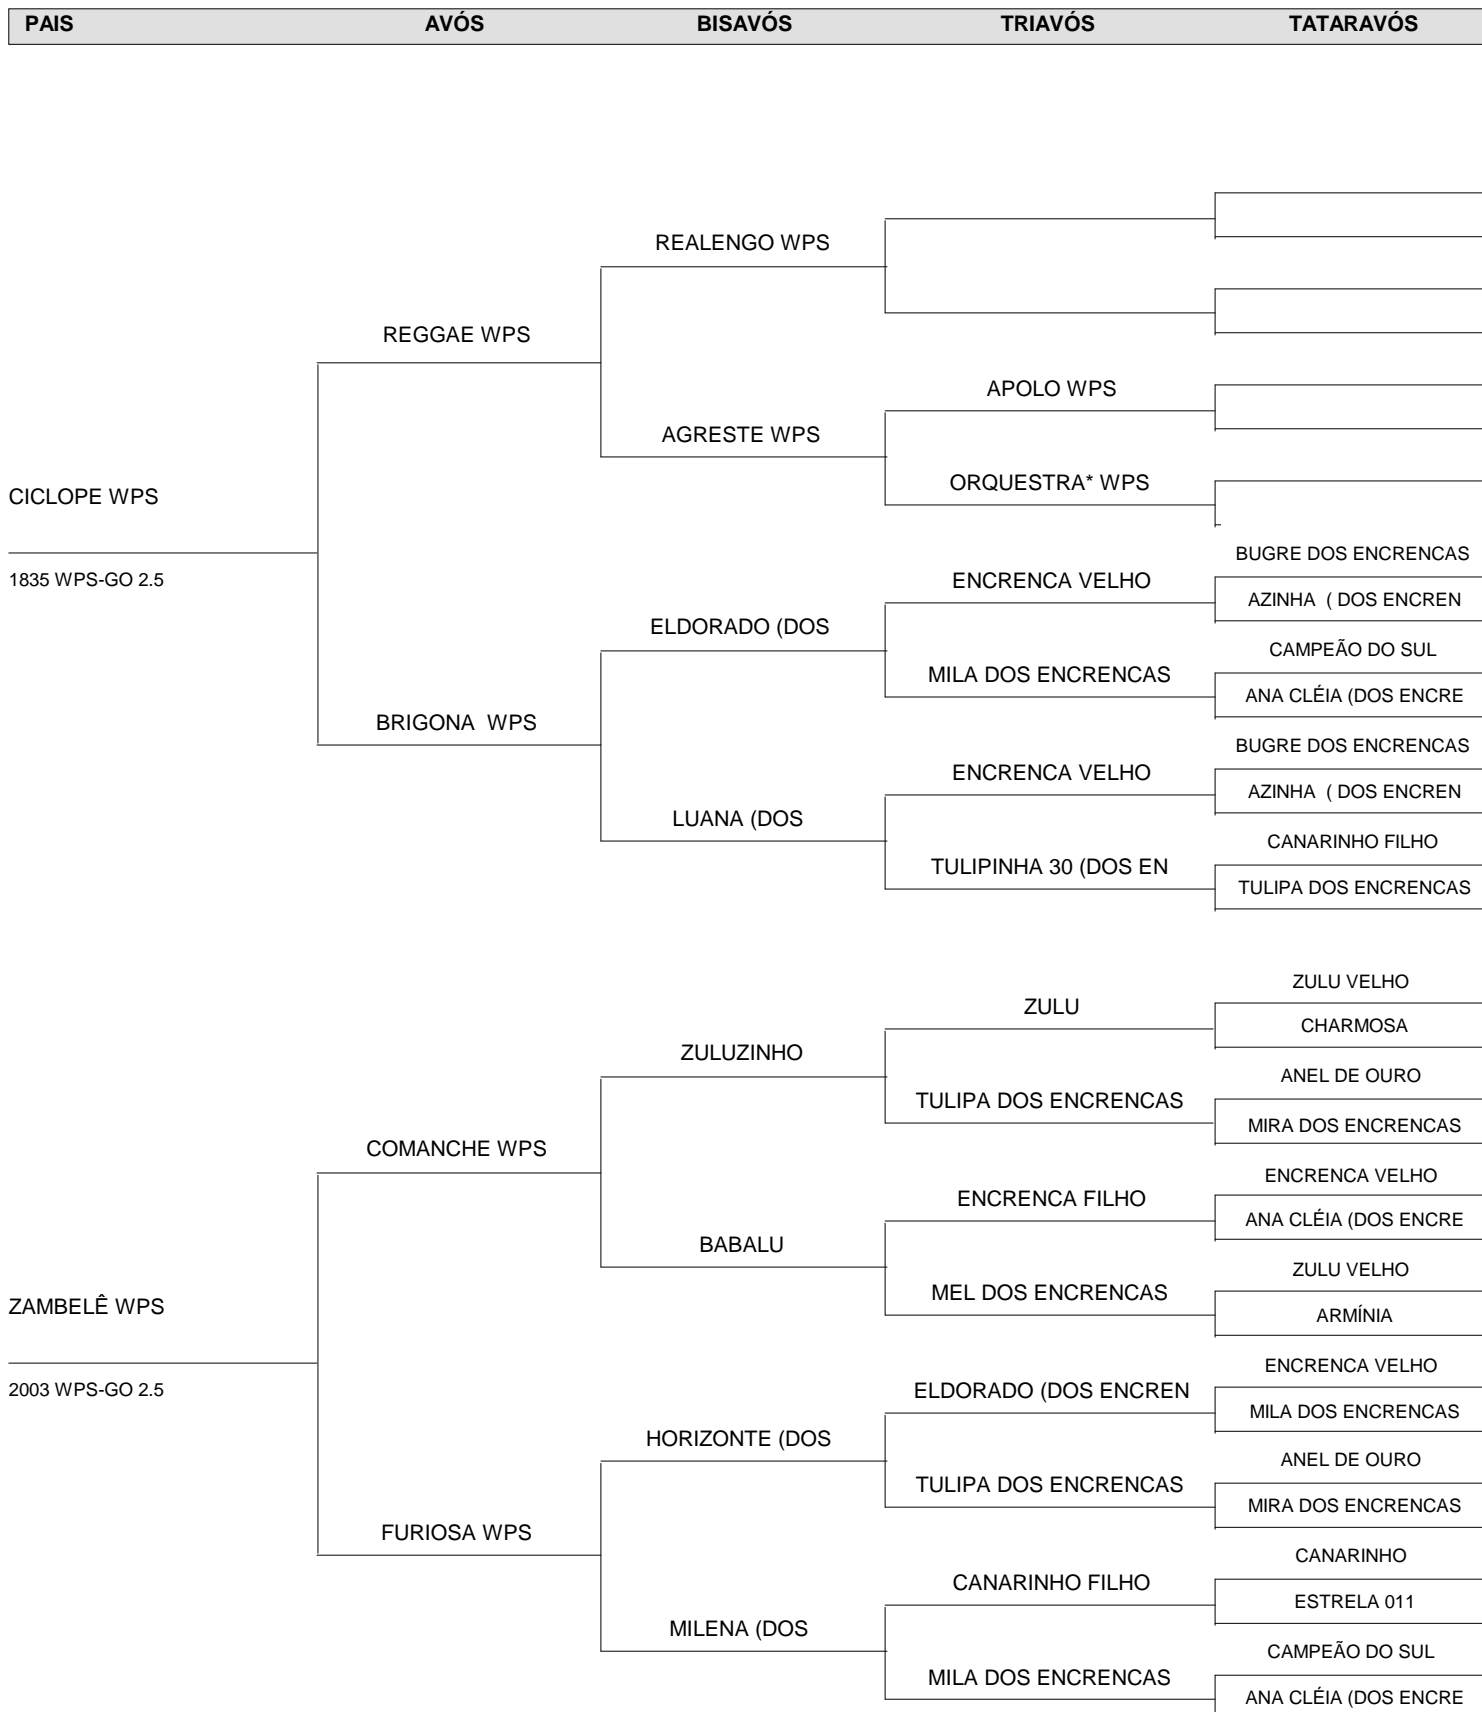 PAIS AVÓS BISAVÓS TRIAVÓS TATARAVÓS
REALENGO WPS
REGGAE WPS
APOLO WPS
AGRESTE WPS
ORQUESTRA* WPS
CICLOPE WPS
BUGRE DOS ENCRENCAS
1835 WPS-GO 2.5
ENCRENCA VELHO
AZINHA ( DOS ENCREN
ELDORADO (DOS
CAMPEÃO DO SUL
MILA DOS ENCRENCAS
ANA CLÉIA (DOS ENCRE
BRIGONA WPS
BUGRE DOS ENCRENCAS
ENCRENCA VELHO
AZINHA ( DOS ENCREN
LUANA (DOS
CANARINHO FILHO
TULIPINHA 30 (DOS EN
TULIPA DOS ENCRENCAS
ZULU VELHO
ZULU
CHARMOSA
ZULUZINHO
ANEL DE OURO
TULIPA DOS ENCRENCAS
MIRA DOS ENCRENCAS
COMANCHE WPS
ENCRENCA VELHO
ENCRENCA FILHO
ANA CLÉIA (DOS ENCRE
BABALU
ZULU VELHO
MEL DOS ENCRENCAS
ZAMBELÊ WPS
ARMÍNIA
ENCRENCA VELHO
2003 WPS-GO 2.5
ELDORADO (DOS ENCREN
MILA DOS ENCRENCAS
HORIZONTE (DOS
ANEL DE OURO
TULIPA DOS ENCRENCAS
MIRA DOS ENCRENCAS
FURIOSA WPS
CANARINHO
CANARINHO FILHO
ESTRELA 011
MILENA (DOS
CAMPEÃO DO SUL
MILA DOS ENCRENCAS
ANA CLÉIA (DOS ENCRE